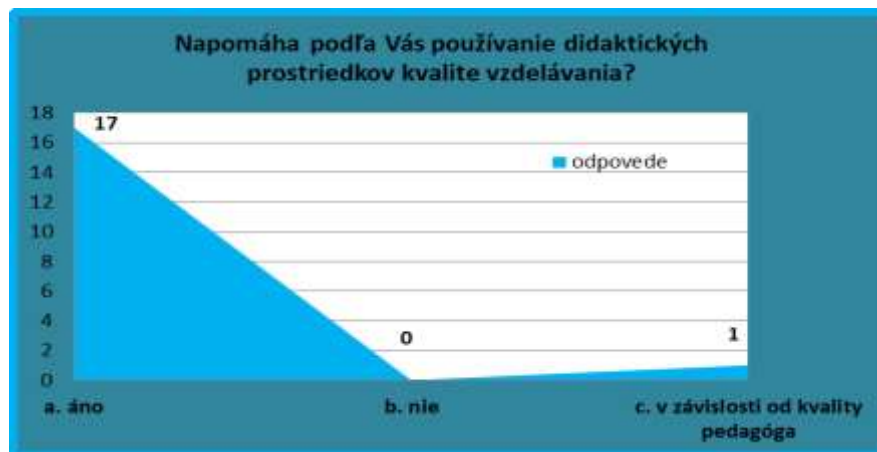 Napomáha podľa Vás používanie didaktických
prostriedkov kvalite vzdelávania?
18
16
14
12
10
8
6
4
2
0
17
0
1
odpovede
a. áno
b. nie
c. v závislosti od kvality
pedagóga